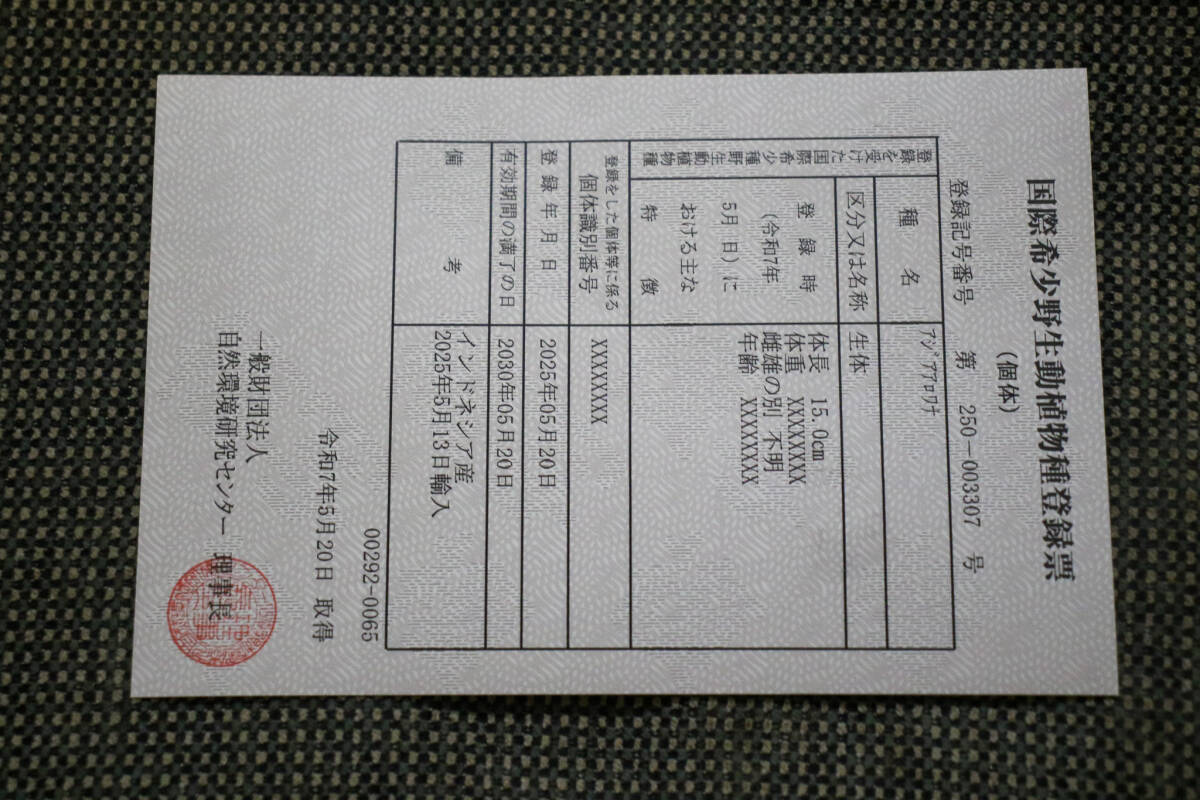 国際希少野生動植物種登録票
(個体)
登録記号番号 第 250-003307 号
登録を受けた国際希少種野生動植物種
種名 アジアアロワナ
区分又は名称 生体
登録時
(令和7年
5月 日)に
おける主な
特徴
体長 15.0cm
体重 XXXXXXXX
雌雄の別 不明
年齢 XXXXXXXX
登録をした個体等に係る
個体識別番号 XXXXXXXX
登録年月日 2025年05月20日
有効期間の満了の日 2030年05月20日
備考
インドネシア産
2025年5月13日輸入
00292-0065
令和7年5月20日 取得
一般財団法人
自然環境研究センター 理事長